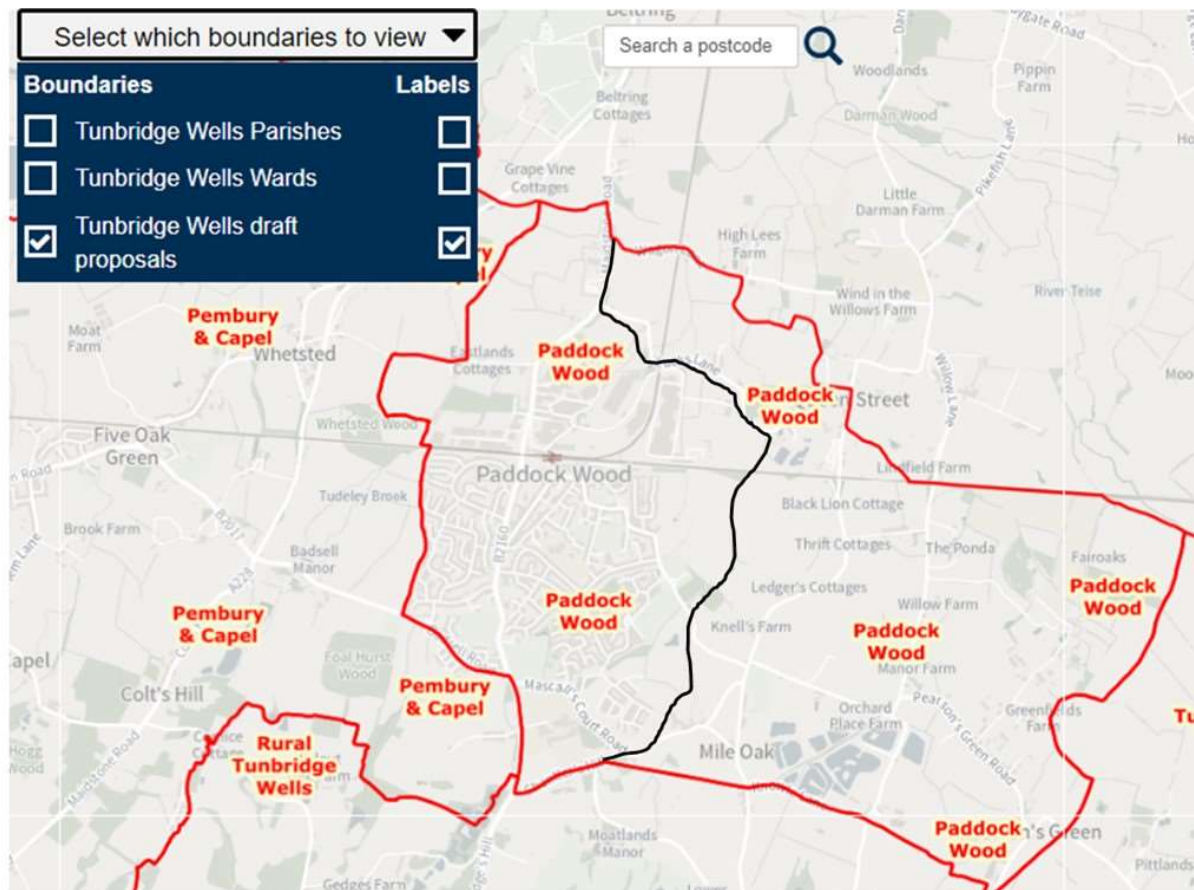 Select which boundaries to view
Search a postcode
Boundaries Labels
Tunbridge Wells Parishes
Tunbridge Wells Wards
Tunbridge Wells draft
proposals
Beltring
Woodlands
Pippin
Farm
Beltring
Cottages
Darman Wood
Pikefish Lane
Grape Vine
Cottages
Little
Darman Farm
High Lees
Farm
Wind in the
Willows Farm
River Teise
Pembury
& Capel
Moat
Farm
Whetsted
Eastlands
Cottages
Paddock
Wood
Paddock
Wood
Street
Willow Lane
Whetsted Wood
Five Oak
Green
Paddock Wood
Lindfield Farm
Tudeley Brook
Black Lion Cottage
Brook Farm
B2017
B2160
Thrift Cottages
The Ponda
Fairoaks
Badsell
Manor
A228
Ledger's Cottages
Paddock
Wood
Paddock
Wood
Willow Farm
Pembury
& Capel
Knell's Farm
Paddock
Wood
Manor Farm
Foal Hurst
Wood
Colt's Hill
Pembury
& Capel
Mascall's Court Road
Orchard
Place Farm
Pearson's Green Road
Greenfields
Farm
Hogg
Wood
Maidstone Road
Rural
Tunbridge
Wells
Mile Oak
Moatlands
Manor
Paddock
Wood
n's Green
Pittlands
Gedges Farm